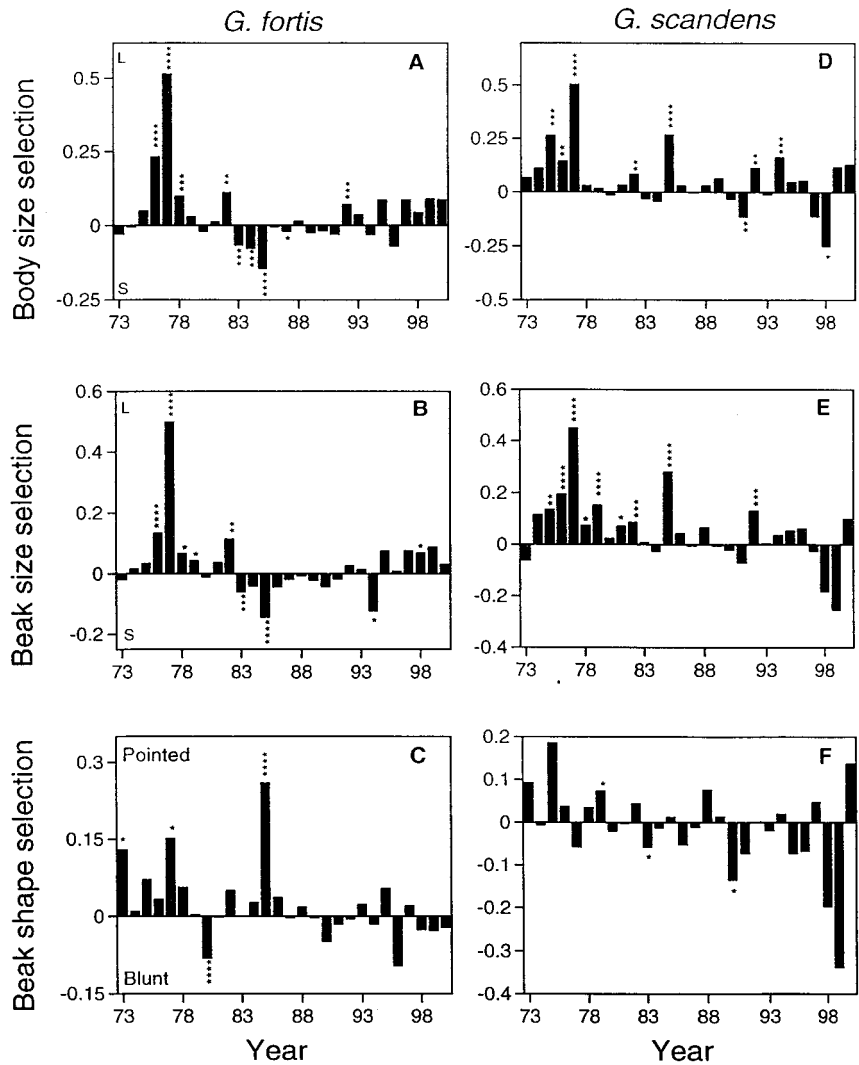 G. fortis
G. scandens
Body size selection
L
A
0.5
0.25
0
-0.25
S
73 78 83 88 93 98
D
0.5
0.25
0
-0.25
-0.5
73 78 83 88 93 98
Beak size selection
0.6
L
B
0.4
0.2
0
-0.2
S
73 78 83 88 93 98
0.6
E
0.4
0.2
0
-0.2
-0.4
73 78 83 88 93 98
Beak shape selection
Pointed
C
0.3
0.15
0
Blunt
-0.15
73 78 83 88 93 98
Year
0.2
F
0.1
0
-0.1
-0.2
-0.3
-0.4
73 78 83 88 93 98
Year